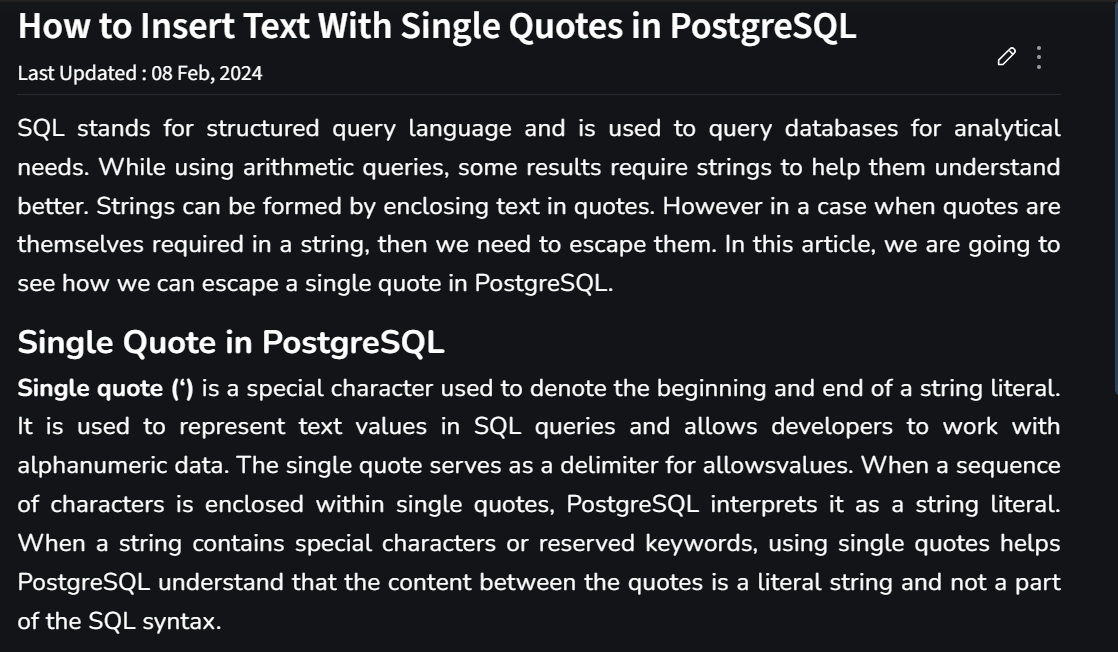 How to Insert Text With Single Quotes in PostgreSQL
Last Updated : 08 Feb, 2024
SQL stands for structured query language and is used to query databases for analytical
needs. While using arithmetic queries, some results require strings to help them understand
better. Strings can be formed by enclosing text in quotes. However in a case when quotes are
themselves required in a string, then we need to escape them. In this article, we are going to
see how we can escape a single quote in PostgreSQL.
Single Quote in PostgreSQL
Single quote (‘) is a special character used to denote the beginning and end of a string literal.
It is used to represent text values in SQL queries and allows developers to work with
alphanumeric data. The single quote serves as a delimiter for allowsvalues. When a sequence
of characters is enclosed within single quotes, PostgreSQL interprets it as a string literal.
When a string contains special characters or reserved keywords, using single quotes helps
PostgreSQL understand that the content between the quotes is a literal string and not a part
of the SQL syntax.